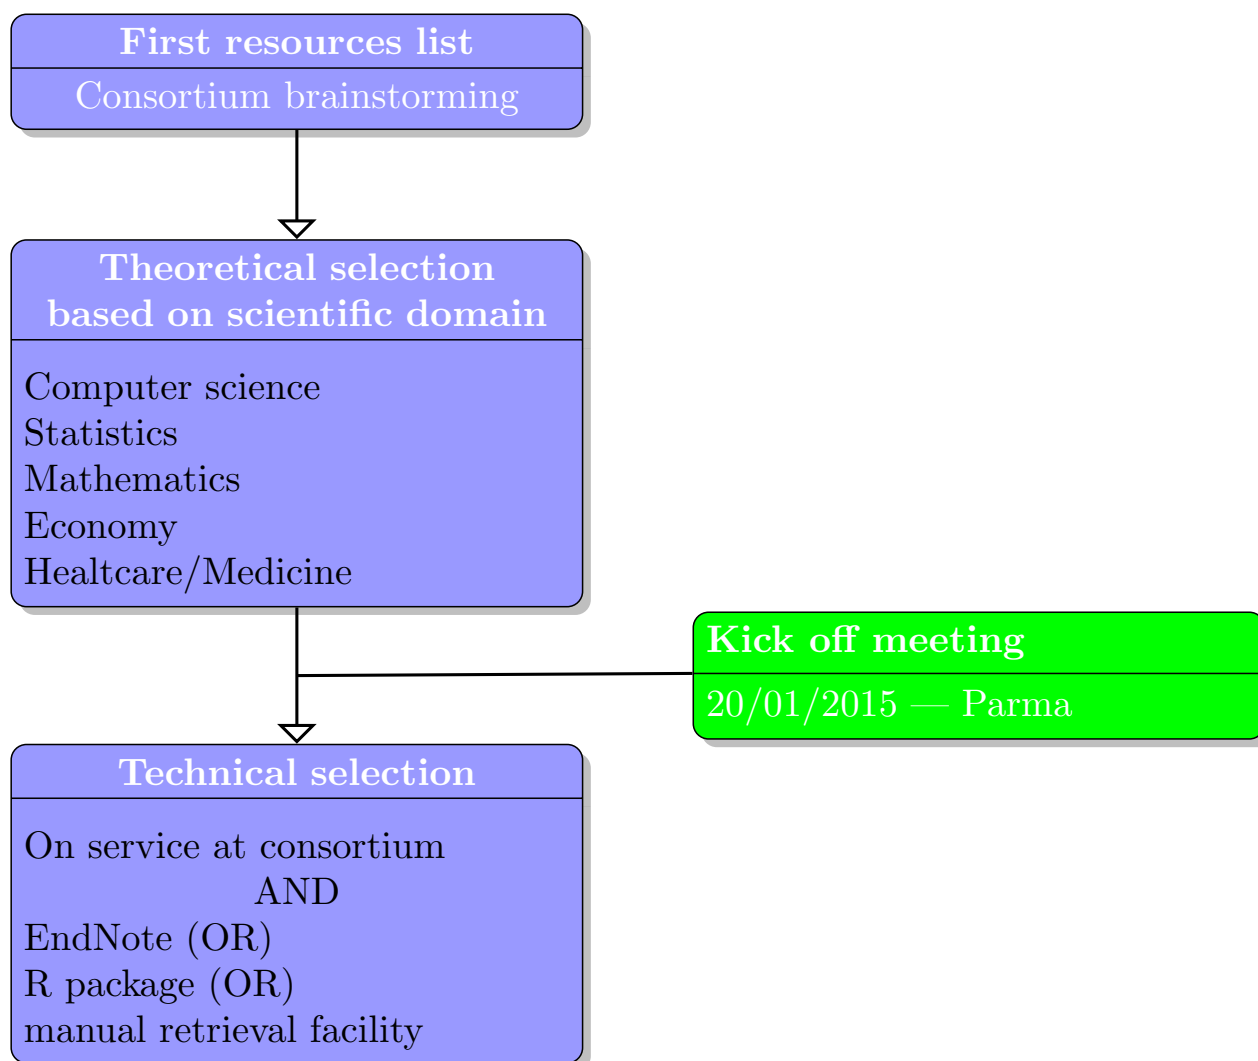 First resources list
Consortium brainstorming
Theoretical selection
based on scientific domain
Computer science
Statistics
Mathematics
Economy
Healtcare/Medicine
Kick off meeting
20/01/2015 — Parma
Technical selection
On service at consortium
AND
EndNote (OR)
R package (OR)
manual retrieval facility